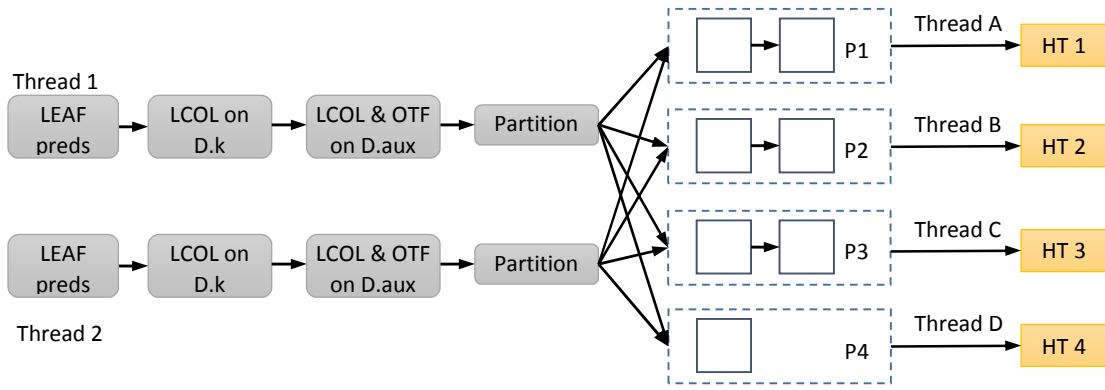 Thread 1
LEAF
preds
LCOL on
D.k
LCOL & OTF
on D.aux
Partition
LEAF
preds
LCOL on
D.k
LCOL & OTF
on D.aux
Partition
Thread 2
P1
Thread A
HT 1
P2
Thread B
HT 2
P3
Thread C
HT 3
P4
Thread D
HT 4